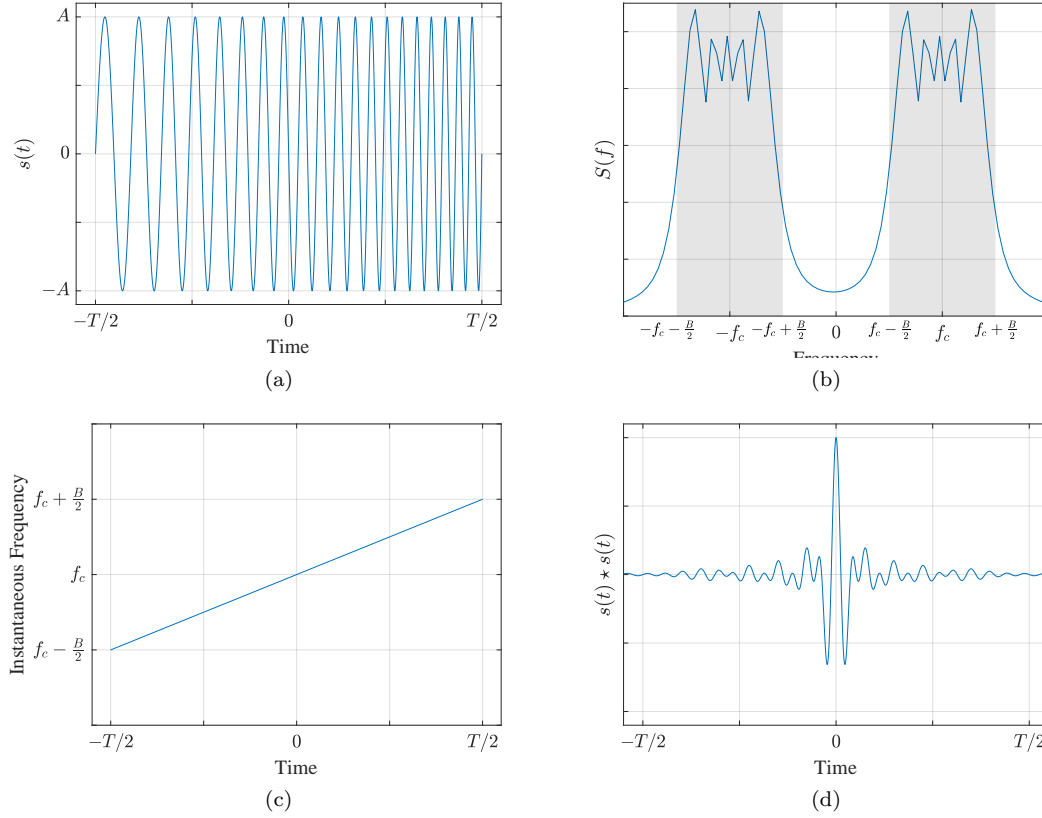 A
0
−A
s(t)
−T/2
0
T/2
Time
(a)
S(f)
−f_c − B/2
−f_c
−f_c + B/2
0
f_c − B/2
f_c
f_c + B/2
Frequency
(b)
Instantaneous Frequency
f_c + B/2
f_c
f_c − B/2
−T/2
0
T/2
Time
(c)
s(t) ⋆ s(t)
−T/2
0
T/2
Time
(d)